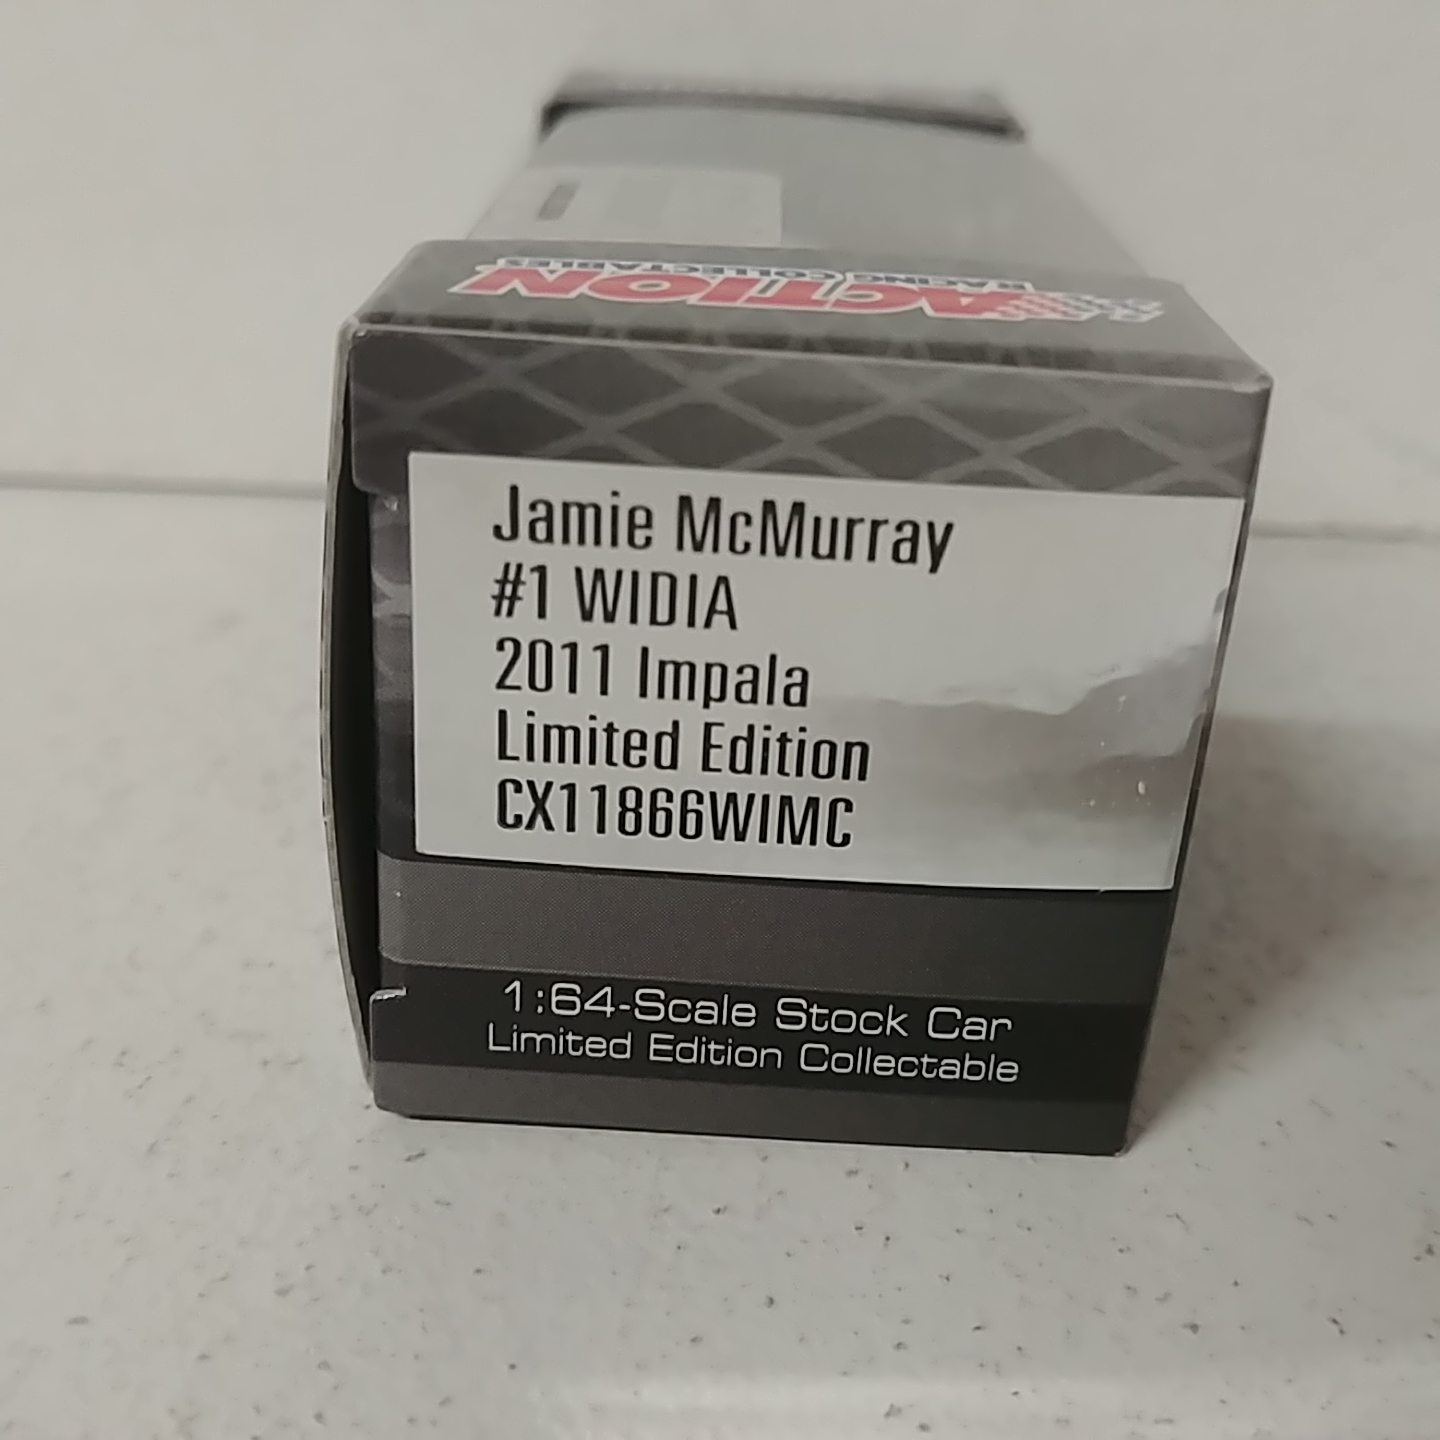 RACING COLLECTABLES
ACTION
Jamie McMurray
#1 WIDIA
2011 Impala
Limited Edition
CX11866WIMC
1:64-Scale Stock Car
Limited Edition Collectable